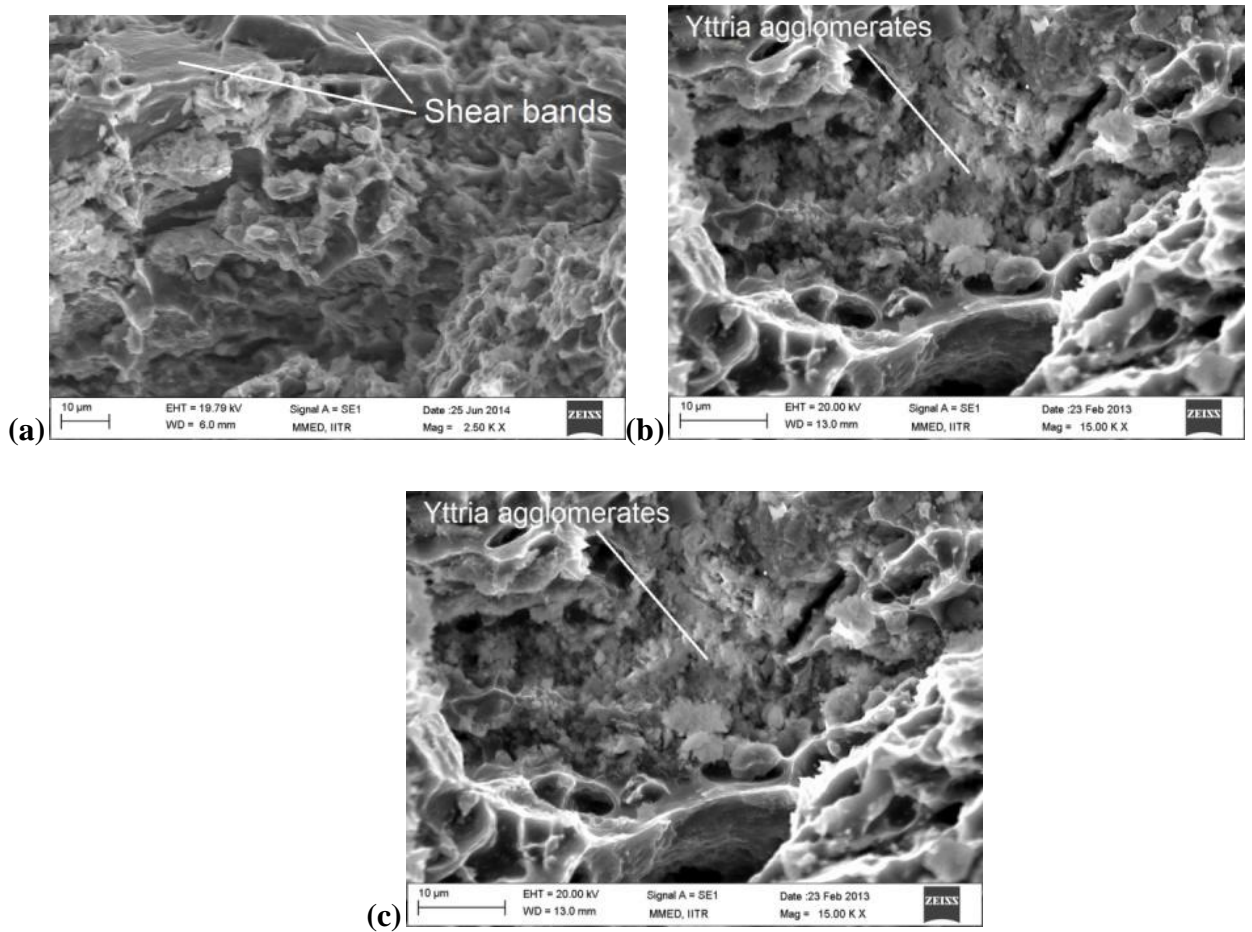 Shear bands
10 µm
EHT = 19.79 kV
WD = 6.0 mm
Signal A = SE1
MMED, IITR
Date :25 Jun 2014
Mag = 2.50 K X
ZEISS
(a)
Yttria agglomerates
10 µm
EHT = 20.00 kV
WD = 13.0 mm
Signal A = SE1
MMED, IITR
Date :23 Feb 2013
Mag = 15.00 K X
ZEISS
(b)
Yttria agglomerates
10 µm
EHT = 20.00 kV
WD = 13.0 mm
Signal A = SE1
MMED, IITR
Date :23 Feb 2013
Mag = 15.00 K X
ZEISS
(c)